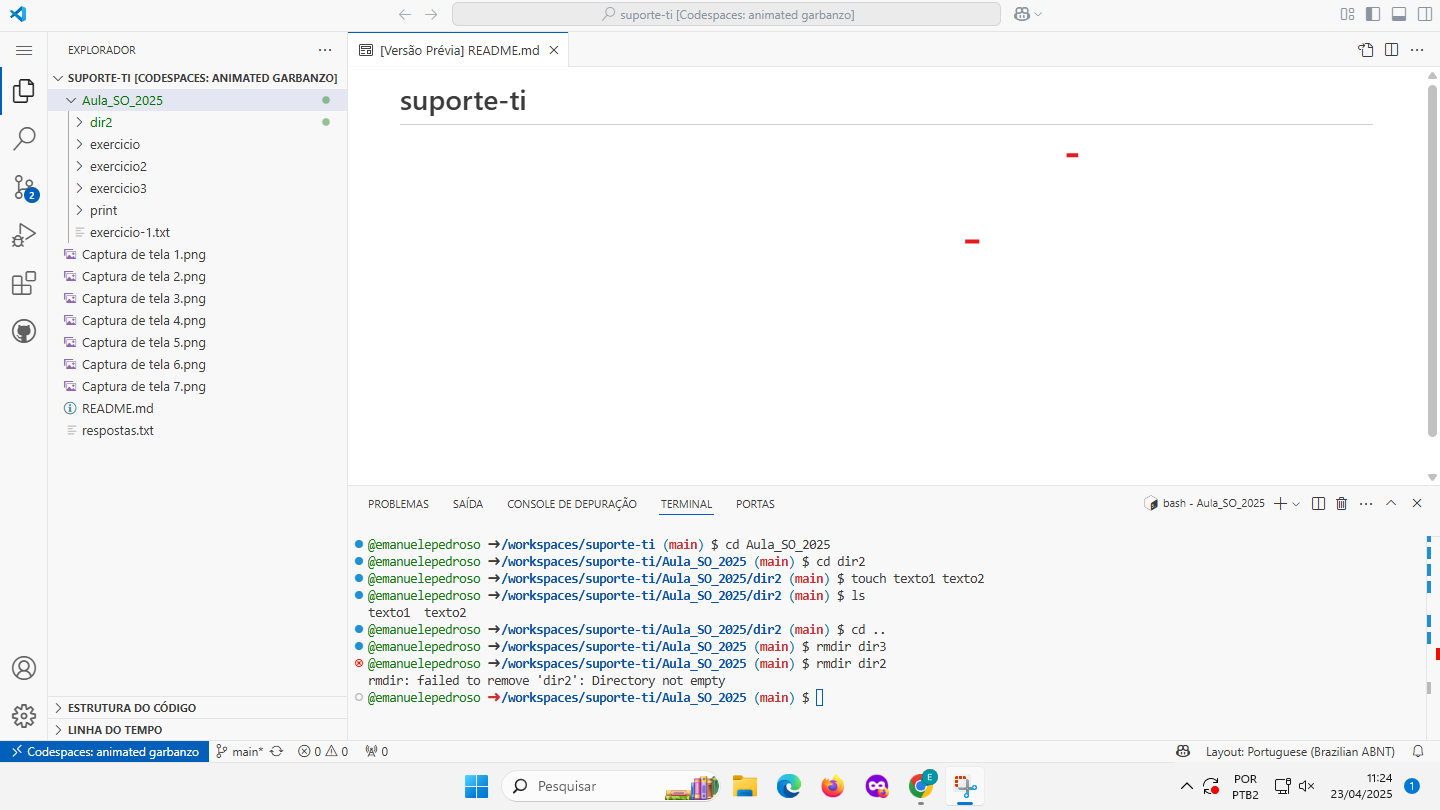 suporte-ti [Codespaces: animated garbanzo]
EXPLORADOR
SUPORTE-TI [CODESPACES: ANIMATED GARBANZO]
Aula_SO_2025
dir2
exercicio
exercicio2
exercicio3
print
exercicio-1.txt
Captura de tela 1.png
Captura de tela 2.png
Captura de tela 3.png
Captura de tela 4.png
Captura de tela 5.png
Captura de tela 6.png
Captura de tela 7.png
README.md
respostas.txt
ESTRUTURA DO CÓDIGO
LINHA DO TEMPO
2
[Versão Prévia] README.md
suporte-ti
PROBLEMAS SAÍDA CONSOLE DE DEPURAÇÃO TERMINAL PORTAS
bash - Aula_SO_2025
@emanuelepedroso ➜/workspaces/suporte-ti (main) $ cd Aula_SO_2025
@emanuelepedroso ➜/workspaces/suporte-ti/Aula_SO_2025 (main) $ cd dir2
@emanuelepedroso ➜/workspaces/suporte-ti/Aula_SO_2025/dir2 (main) $ touch texto1 texto2
@emanuelepedroso ➜/workspaces/suporte-ti/Aula_SO_2025/dir2 (main) $ ls
texto1  texto2
@emanuelepedroso ➜/workspaces/suporte-ti/Aula_SO_2025/dir2 (main) $ cd ..
@emanuelepedroso ➜/workspaces/suporte-ti/Aula_SO_2025 (main) $ rmdir dir3
@emanuelepedroso ➜/workspaces/suporte-ti/Aula_SO_2025 (main) $ rmdir dir2
rmdir: failed to remove 'dir2': Directory not empty
@emanuelepedroso ➜/workspaces/suporte-ti/Aula_SO_2025 (main) $
Codespaces: animated garbanzo main* 0 0 0
Layout: Portuguese (Brazilian ABNT)
Pesquisar
E
POR
PTB2
11:24
23/04/2025
1